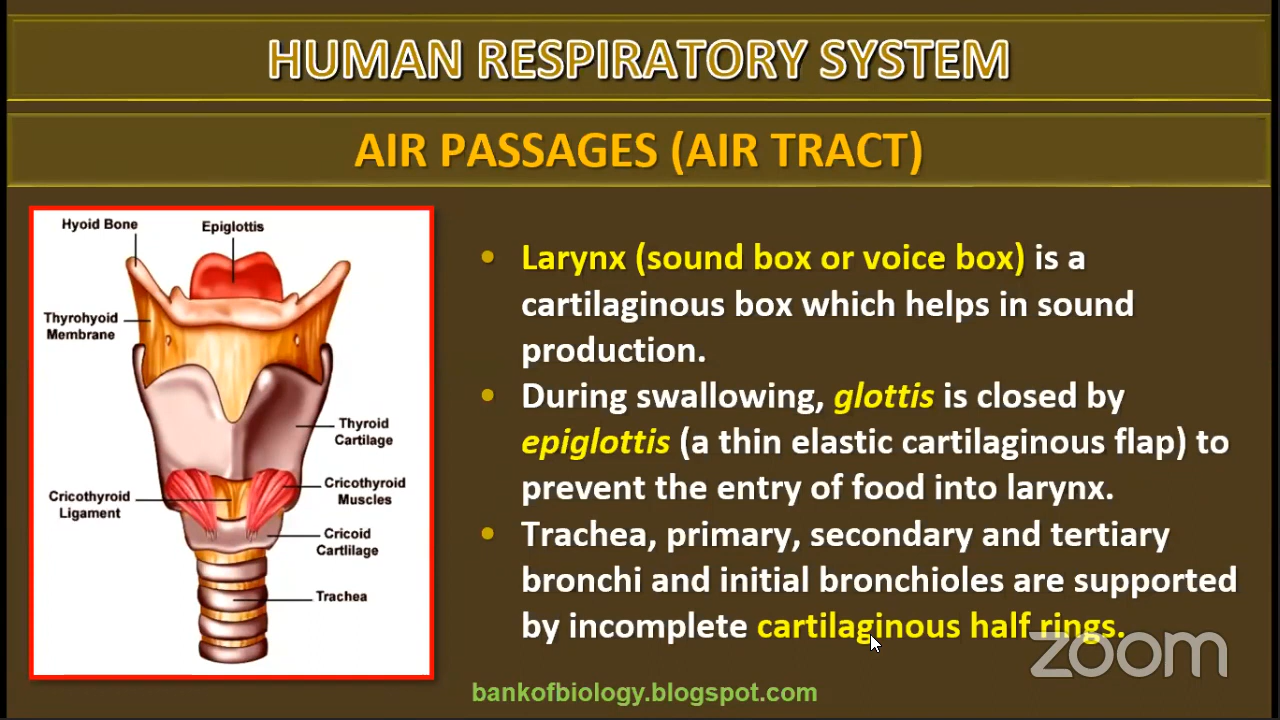 HUMAN RESPIRATORY SYSTEM
AIR PASSAGES (AIR TRACT)
Hyoid Bone
Epiglottis
Thyrohyoid
Membrane
Thyroid
Cartilage
Cricothyroid
Muscles
Cricothyroid
Ligament
Cricoid
Cartlilage
Trachea
• Larynx (sound box or voice box) is a
cartilaginous box which helps in sound
production.
• During swallowing, glottis is closed by
epiglottis (a thin elastic cartilaginous flap) to
prevent the entry of food into larynx.
• Trachea, primary, secondary and tertiary
bronchi and initial bronchioles are supported
by incomplete cartilaginous half rings.
zoom
bankofbiology.blogspot.com